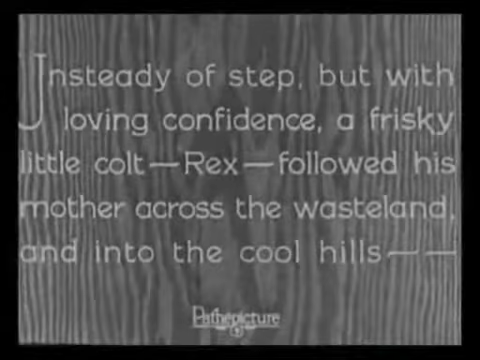 Unsteady of step, but with
loving confidence, a frisky
little colt—Rex—followed his
mother across the wasteland,
and into the cool hills— —
Pathepicture